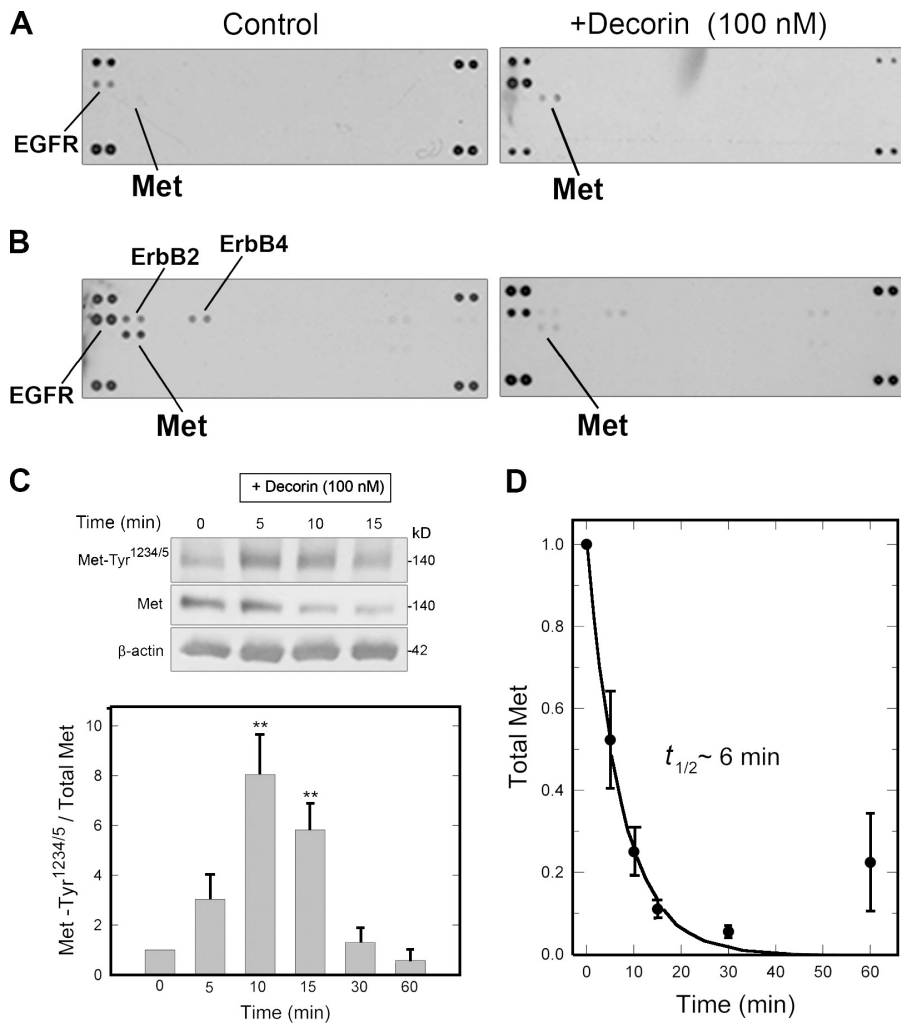 A
Control
+Decorin (100 nM)
EGFR
Met
Met
B
ErbB2
ErbB4
EGFR
Met
Met
C
+ Decorin (100 nM)
Time (min) 0 5 10 15 kD
Met-Tyr1234/5 -140
Met -140
β-actin -42
Met -Tyr1234/5 / Total Met
10
8
6
4
2
0
**
**
0 5 10 15 30 60
Time (min)
D
Total Met
1.0
0.8
0.6
0.4
0.2
0.0
t1/2~ 6 min
0 10 20 30 40 50 60
Time (min)